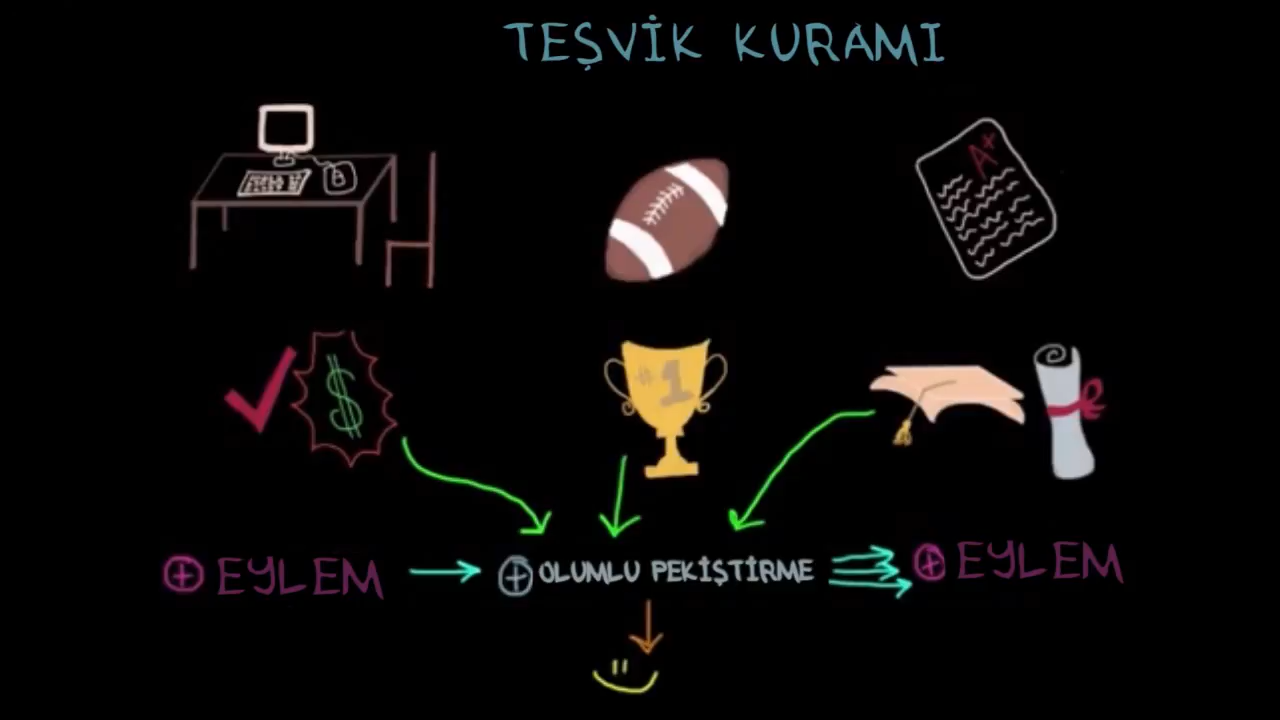 TEŞVİK KURAMI
A+
$
#1
+ EYLEM
+ OLUMLU PEKİŞTİRME
+ EYLEM